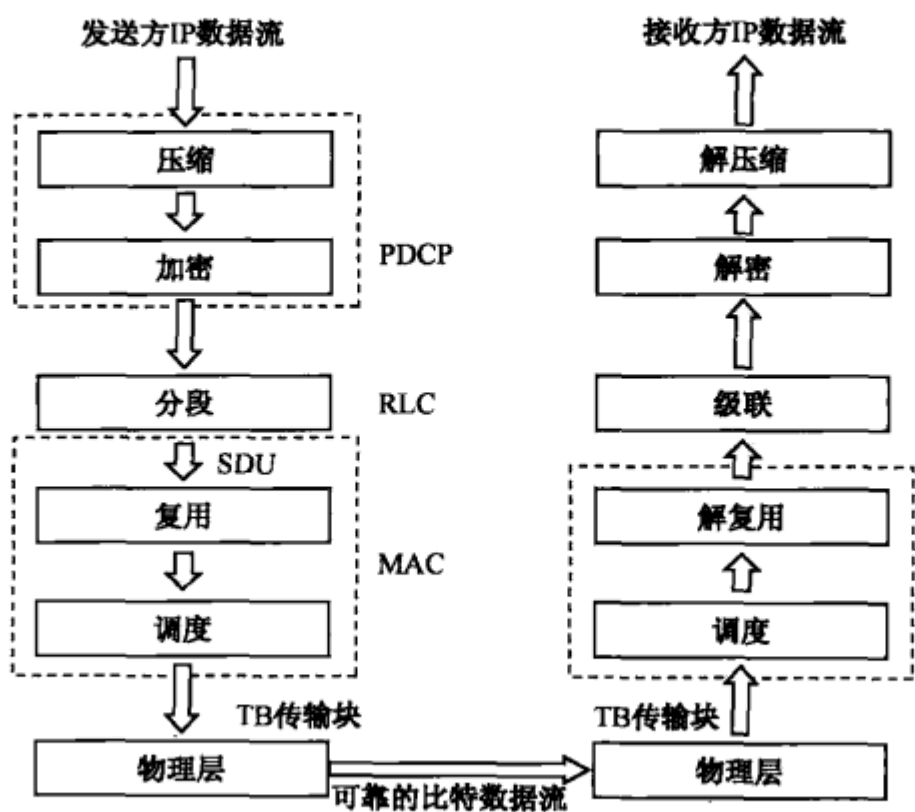 发送方IP数据流
接收方IP数据流
压缩
解压缩
加密
PDCP
解密
分段
RLC
级联
SDU
复用
解复用
MAC
调度
调度
TB传输块
TB传输块
物理层
物理层
可靠的比特数据流